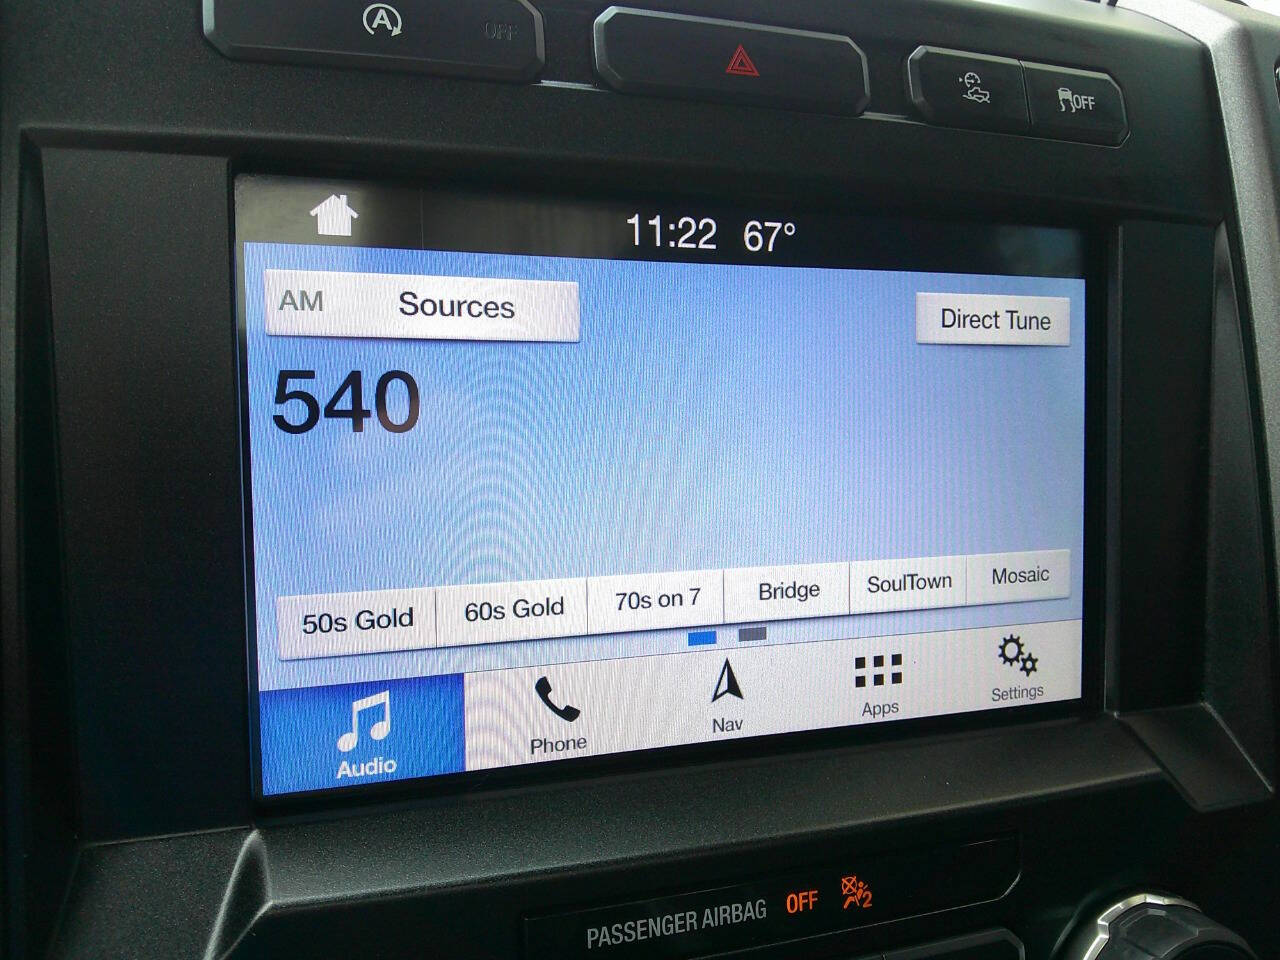 A OFF
OFF
11:22 67°
AM Sources
Direct Tune
540
50s Gold 60s Gold 70s on 7 Bridge SoulTown Mosaic
Audio Phone Nav Apps Settings
PASSENGER AIRBAG OFF 2